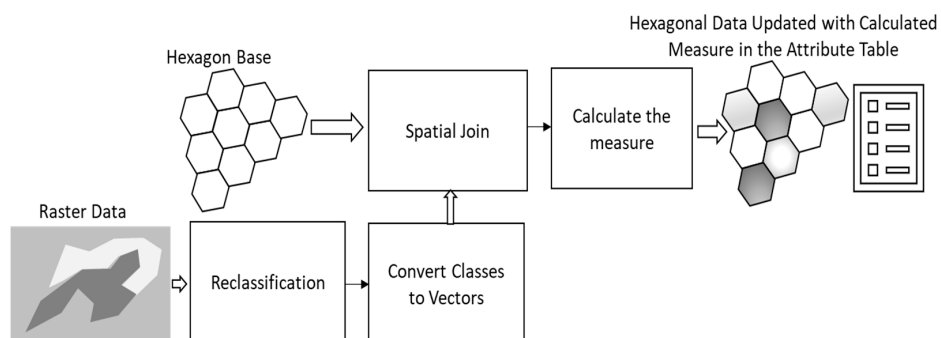 Hexagonal Data Updated with Calculated
Measure in the Attribute Table
Hexagon Base
Spatial Join
Calculate the
measure
Raster Data
Reclassification
Convert Classes
to Vectors